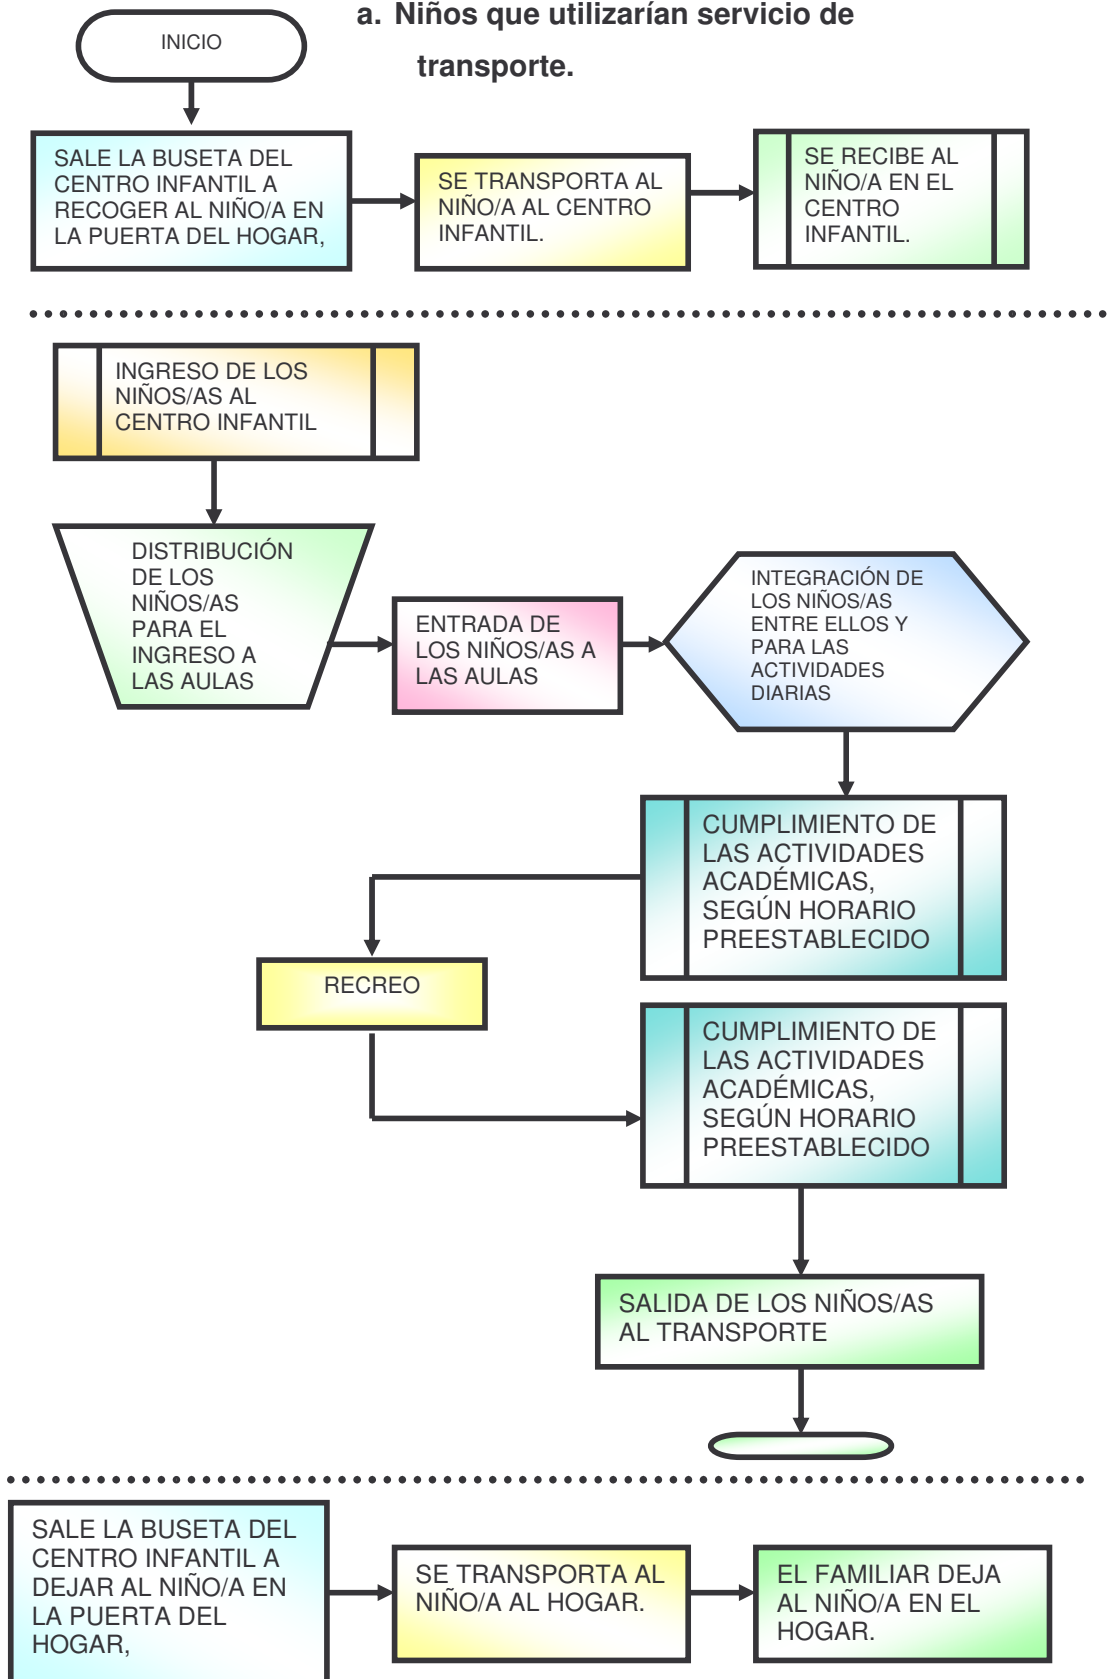 a. Niños que utilizarían servicio de
transporte.
INICIO
SALE LA BUSETA DEL
CENTRO INFANTIL A
RECOGER AL NIÑO/A EN
LA PUERTA DEL HOGAR,
SE TRANSPORTA AL
NIÑO/A AL CENTRO
INFANTIL.
SE RECIBE AL
NIÑO/A EN EL
CENTRO
INFANTIL.
INGRESO DE LOS
NIÑOS/AS AL
CENTRO INFANTIL
DISTRIBUCIÓN
DE LOS
NIÑOS/AS
PARA EL
INGRESO A
LAS AULAS
ENTRADA DE
LOS NIÑOS/AS A
LAS AULAS
INTEGRACIÓN DE
LOS NIÑOS/AS
ENTRE ELLOS Y
PARA LAS
ACTIVIDADES
DIARIAS
CUMPLIMIENTO DE
LAS ACTIVIDADES
ACADÉMICAS,
SEGÚN HORARIO
PREESTABLECIDO
RECREO
CUMPLIMIENTO DE
LAS ACTIVIDADES
ACADÉMICAS,
SEGÚN HORARIO
PREESTABLECIDO
SALIDA DE LOS NIÑOS/AS
AL TRANSPORTE
SALE LA BUSETA DEL
CENTRO INFANTIL A
DEJAR AL NIÑO/A EN
LA PUERTA DEL
HOGAR,
SE TRANSPORTA AL
NIÑO/A AL HOGAR.
EL FAMILIAR DEJA
AL NIÑO/A EN EL
HOGAR.